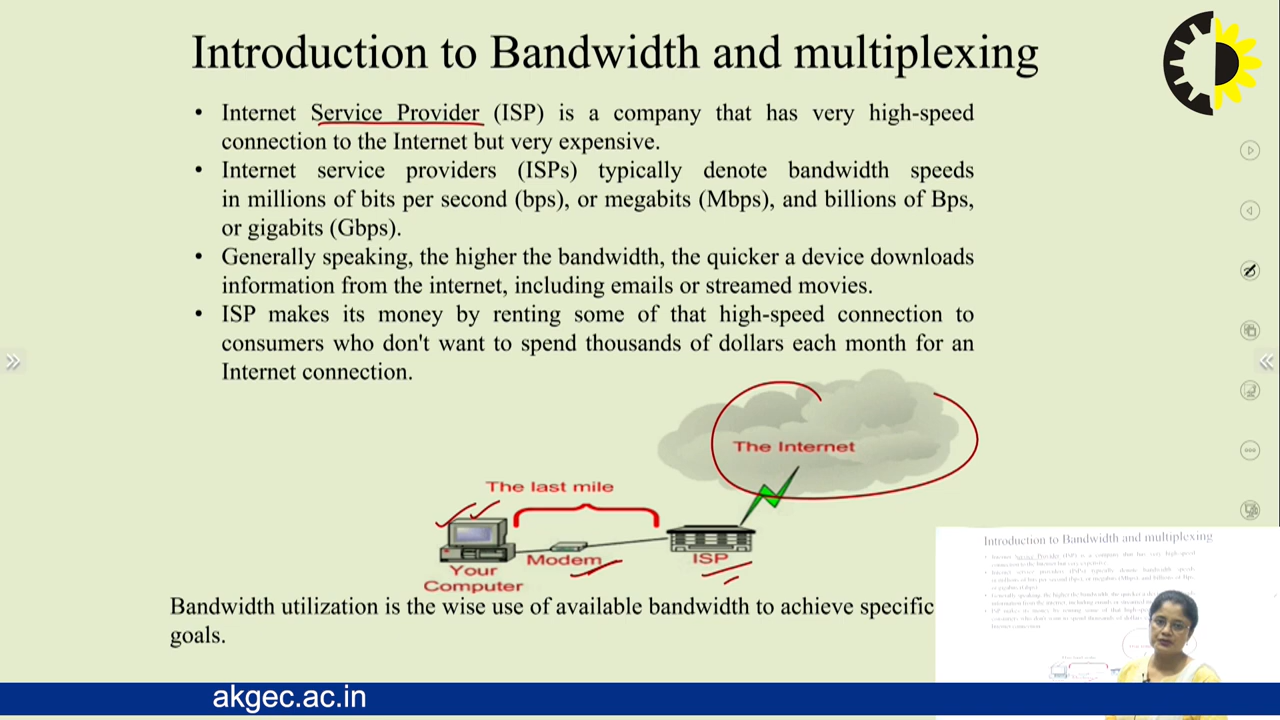 Introduction to Bandwidth and multiplexing
• Internet Service Provider (ISP) is a company that has very high-speed
connection to the Internet but very expensive.
• Internet service providers (ISPs) typically denote bandwidth speeds
in millions of bits per second (bps), or megabits (Mbps), and billions of Bps,
or gigabits (Gbps).
• Generally speaking, the higher the bandwidth, the quicker a device downloads
information from the internet, including emails or streamed movies.
• ISP makes its money by renting some of that high-speed connection to
consumers who don't want to spend thousands of dollars each month for an
Internet connection.
The Internet
The last mile
Modem
ISP
Your
Computer
Bandwidth utilization is the wise use of available bandwidth to achieve specific
goals.
Introduction to Bandwidth and multiplexing
akgec.ac.in